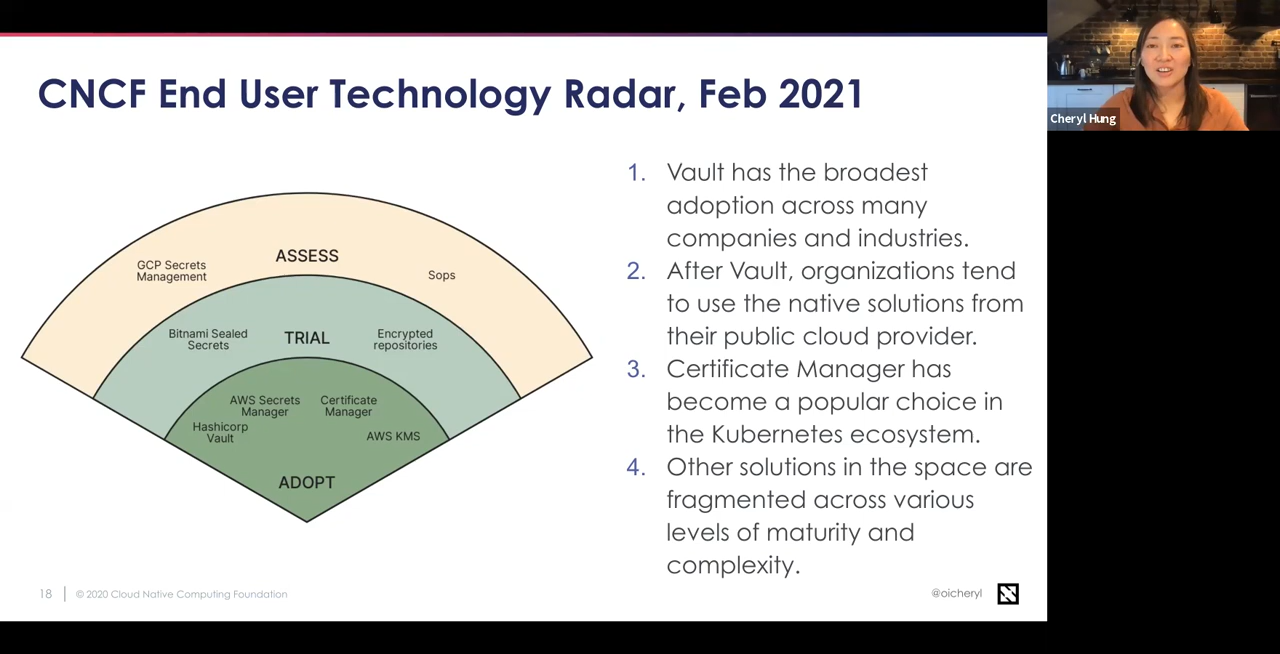 CNCF End User Technology Radar, Feb 2021
Cheryl Hung
ASSESS
GCP Secrets
Management
Sops
TRIAL
Bitnami Sealed
Secrets
Encrypted
repositories
AWS Secrets
Manager
Certificate
Manager
Hashicorp
Vault
AWS KMS
ADOPT
1. Vault has the broadest
adoption across many
companies and industries.
2. After Vault, organizations tend
to use the native solutions from
their public cloud provider.
3. Certificate Manager has
become a popular choice in
the Kubernetes ecosystem.
4. Other solutions in the space are
fragmented across various
levels of maturity and
complexity.
18 | © 2020 Cloud Native Computing Foundation
@oicheryl